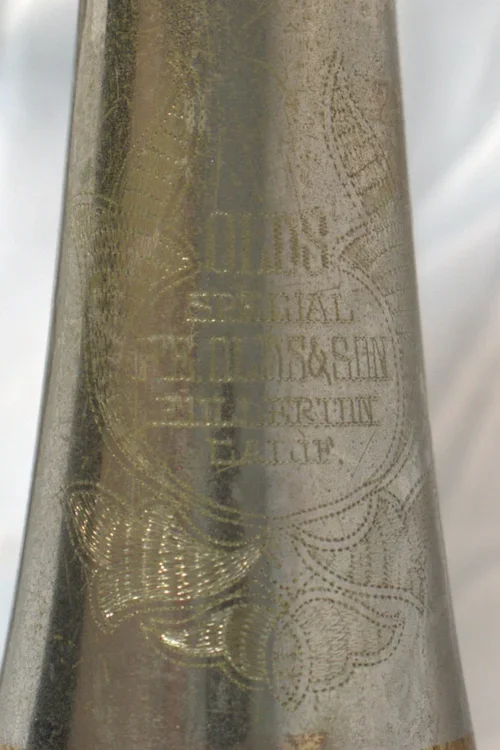 OLDS
SPECIAL
F.E. OLDS & SON
FULLERTON
CALIF.